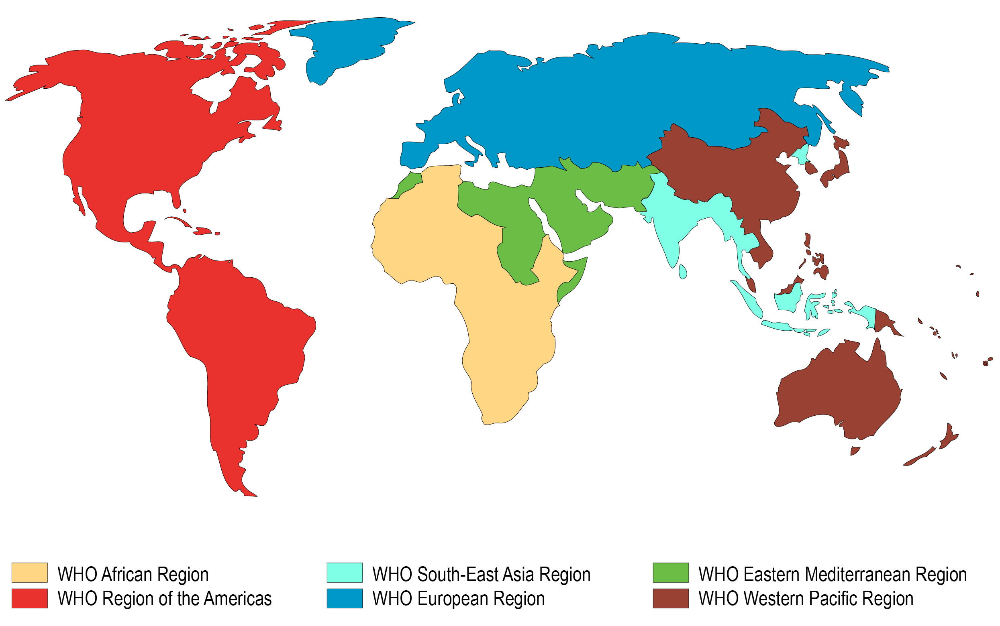 WHO African Region
WHO South-East Asia Region
WHO Eastern Mediterranean Region
WHO Region of the Americas
WHO European Region
WHO Western Pacific Region